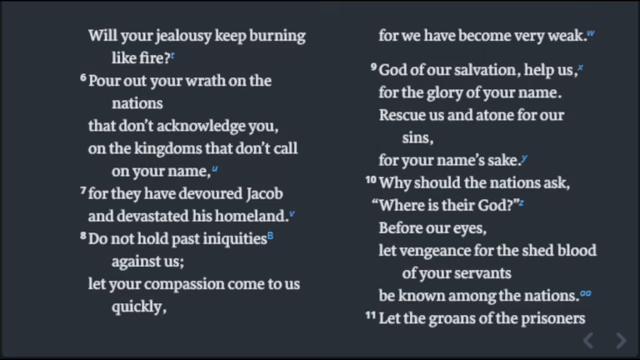 Will your jealousy keep burning
like fire?t
6 Pour out your wrath on the
nations
that don’t acknowledge you,
on the kingdoms that don’t call
on your name,u
7 for they have devoured Jacob
and devastated his homeland.v
8 Do not hold past iniquitiesB
against us;
let your compassion come to us
quickly,
for we have become very weak.w
9 God of our salvation, help us,x
for the glory of your name.
Rescue us and atone for our
sins,
for your name’s sake.y
10 Why should the nations ask,
“Where is their God?”z
Before our eyes,
let vengeance for the shed blood
of your servants
be known among the nations.aa
11 Let the groans of the prisoners